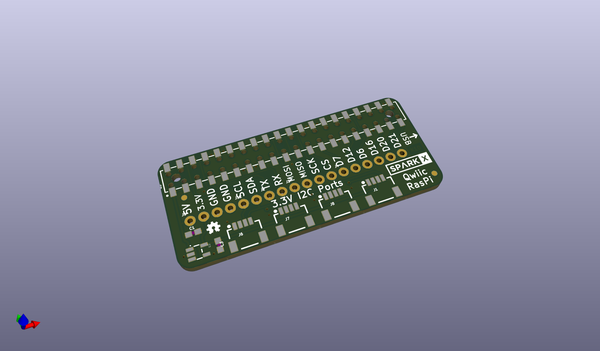 5V
3.3V
GND
GND
SCL
SDA
TX
RX
MOSI
MISO
SCK
CS
D7
D12
D6
D16
D20
D21
3.3V I2C Ports
SPARK X
Qwiic
RasPi